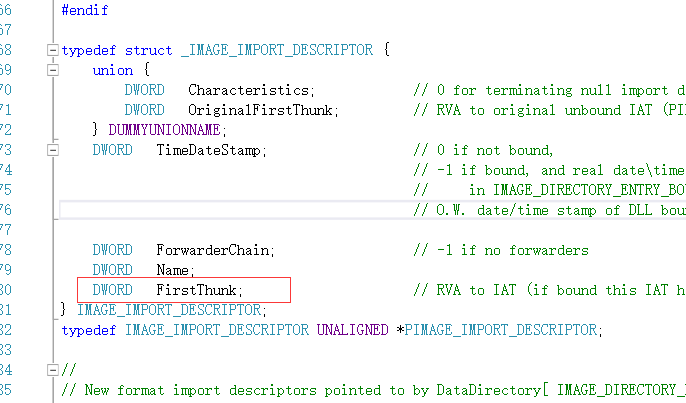 66 #endif
67
68 typedef struct _IMAGE_IMPORT_DESCRIPTOR {
69 union {
70 DWORD Characteristics; // 0 for terminating null import d
71 DWORD OriginalFirstThunk; // RVA to original unbound IAT (PI
72 } DUMMYUNIONNAME;
73 DWORD TimeDateStamp; // 0 if not bound,
74 // -1 if bound, and real date\time
75 // in IMAGE_DIRECTORY_ENTRY_BO
76 // O.W. date/time stamp of DLL bou
77
78 DWORD ForwarderChain; // -1 if no forwarders
79 DWORD Name;
80 DWORD FirstThunk; // RVA to IAT (if bound this IAT h
81 } IMAGE_IMPORT_DESCRIPTOR;
82 typedef IMAGE_IMPORT_DESCRIPTOR UNALIGNED *PIMAGE_IMPORT_DESCRIPTOR;
83
84 //
85 // New format import descriptors pointed to by DataDirectory[ IMAGE_DIRECTORY_